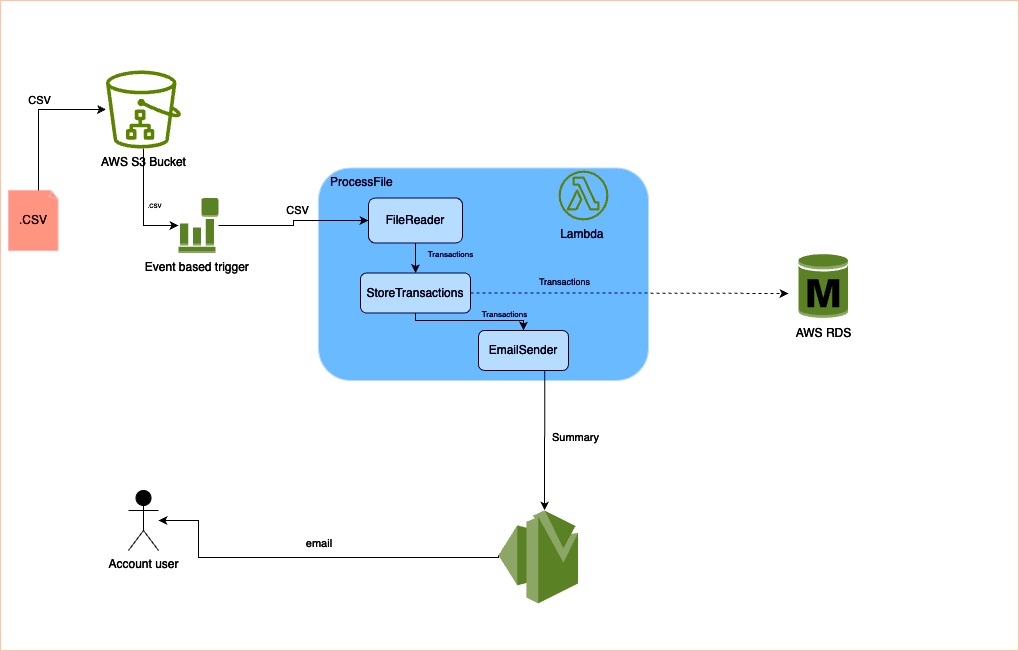 CSV
AWS S3 Bucket
.CSV
.csv
Event based trigger
CSV
ProcessFile
FileReader
Lambda
Transactions
StoreTransactions
Transactions
Transactions
EmailSender
M
AWS RDS
Summary
email
Account user